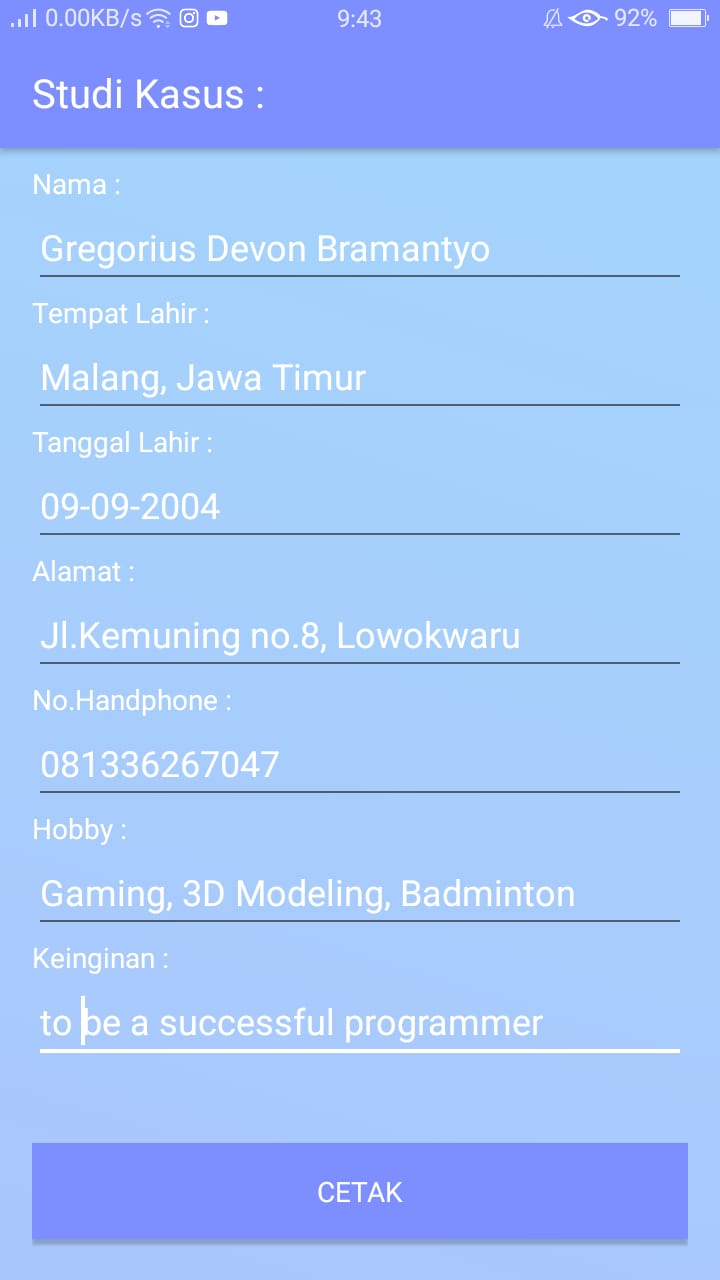 0.00KB/s 9:43 92%
Studi Kasus :
Nama :
Gregorius Devon Bramantyo
Tempat Lahir :
Malang, Jawa Timur
Tanggal Lahir :
09-09-2004
Alamat :
Jl.Kemuning no.8, Lowokwaru
No.Handphone :
081336267047
Hobby :
Gaming, 3D Modeling, Badminton
Keinginan :
to be a successful programmer
CETAK